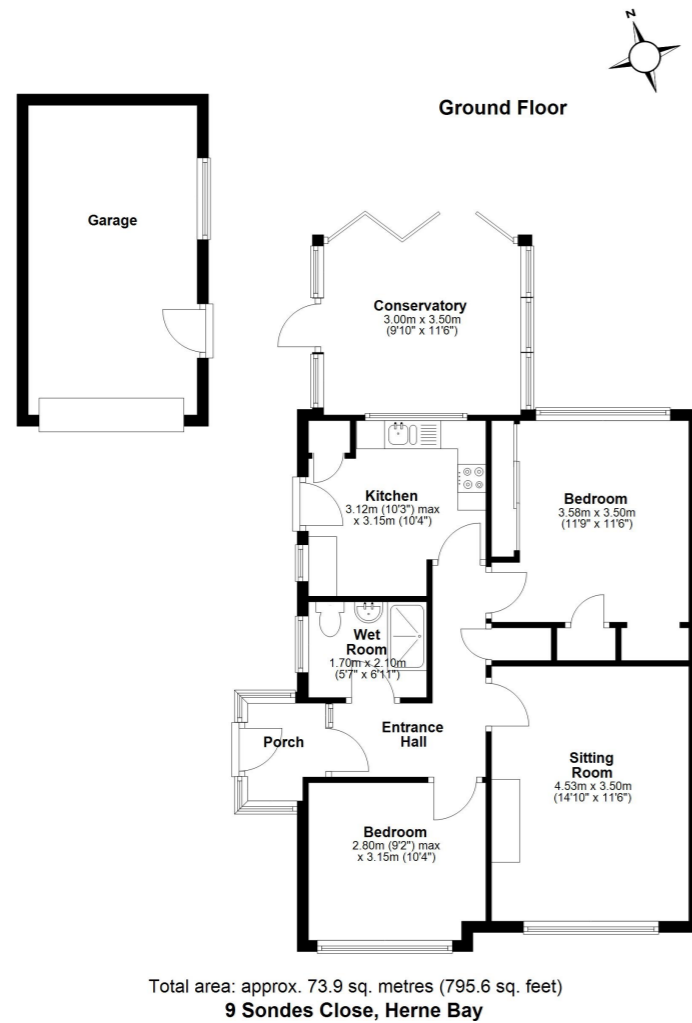 N
Ground Floor
Garage
Conservatory
3.00m x 3.50m
(9'10" x 11'6")
Kitchen
3.12m (10'3") max
x 3.15m (10'4")
Bedroom
3.58m x 3.50m
(11'9" x 11'6")
Wet
Room
1.70m x 2.10m
(5'7" x 6'11")
Porch
Entrance
Hall
Sitting
Room
4.53m x 3.50m
(14'10" x 11'6")
Bedroom
2.80m (9'2") max
x 3.15m (10'4")
Total area: approx. 73.9 sq. metres (795.6 sq. feet)
9 Sondes Close, Herne Bay